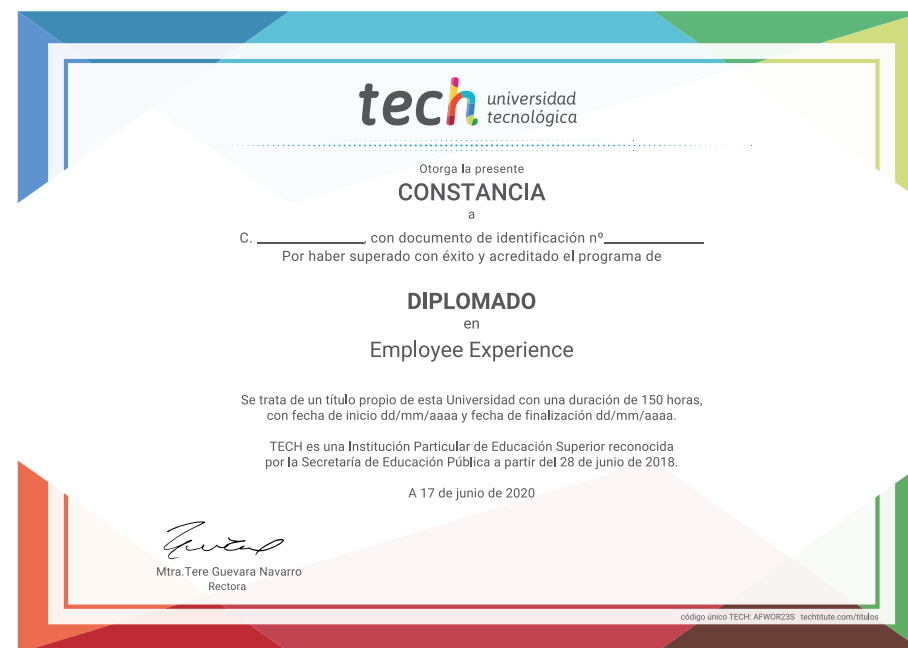 tech universidad
tecnológica
Otorga la presente
CONSTANCIA
a
C. ______________, con documento de identificación nº_____________
Por haber superado con éxito y acreditado el programa de
DIPLOMADO
en
Employee Experience
Se trata de un título propio de esta Universidad con una duración de 150 horas,
con fecha de inicio dd/mm/aaaa y fecha de finalización dd/mm/aaaa.
TECH es una Institución Particular de Educación Superior reconocida
por la Secretaría de Educación Pública a partir del 28 de junio de 2018.
A 17 de junio de 2020
Mtra.Tere Guevara Navarro
Rectora
código único TECH: AFWOR23S techtitute.com/titulos